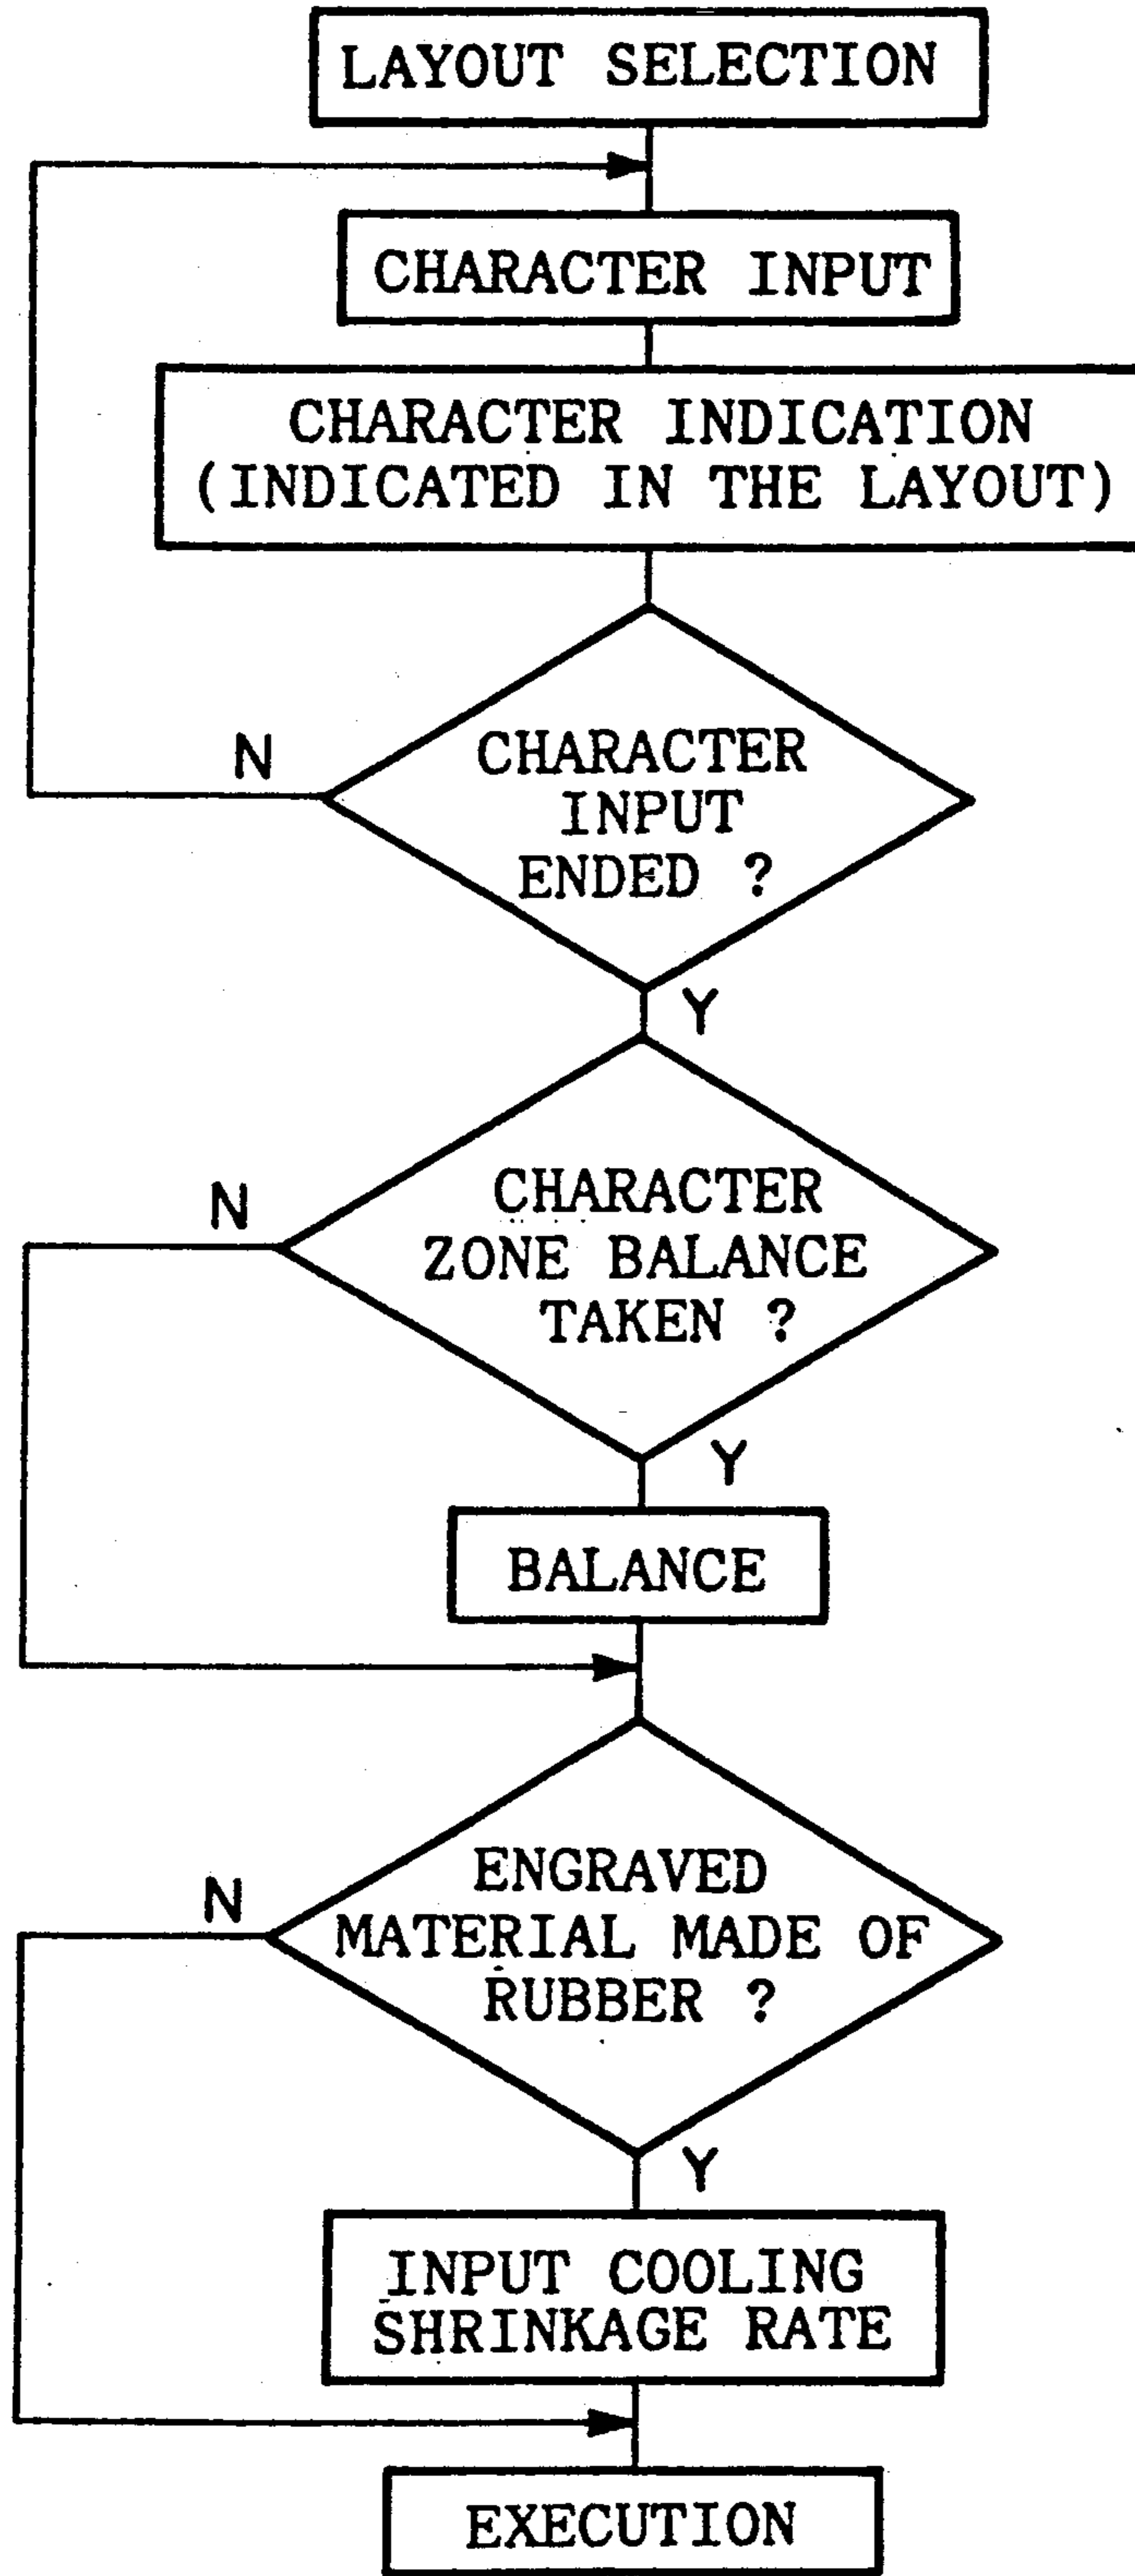 LAYOUT SELECTION
CHARACTER INPUT
CHARACTER INDICATION
(INDICATED IN THE LAYOUT)
N
CHARACTER
INPUT
ENDED ?
Y
N
CHARACTER
ZONE BALANCE
TAKEN ?
Y
BALANCE
N
ENGRAVED
MATERIAL MADE OF
RUBBER ?
Y
INPUT COOLING
SHRINKAGE RATE
EXECUTION